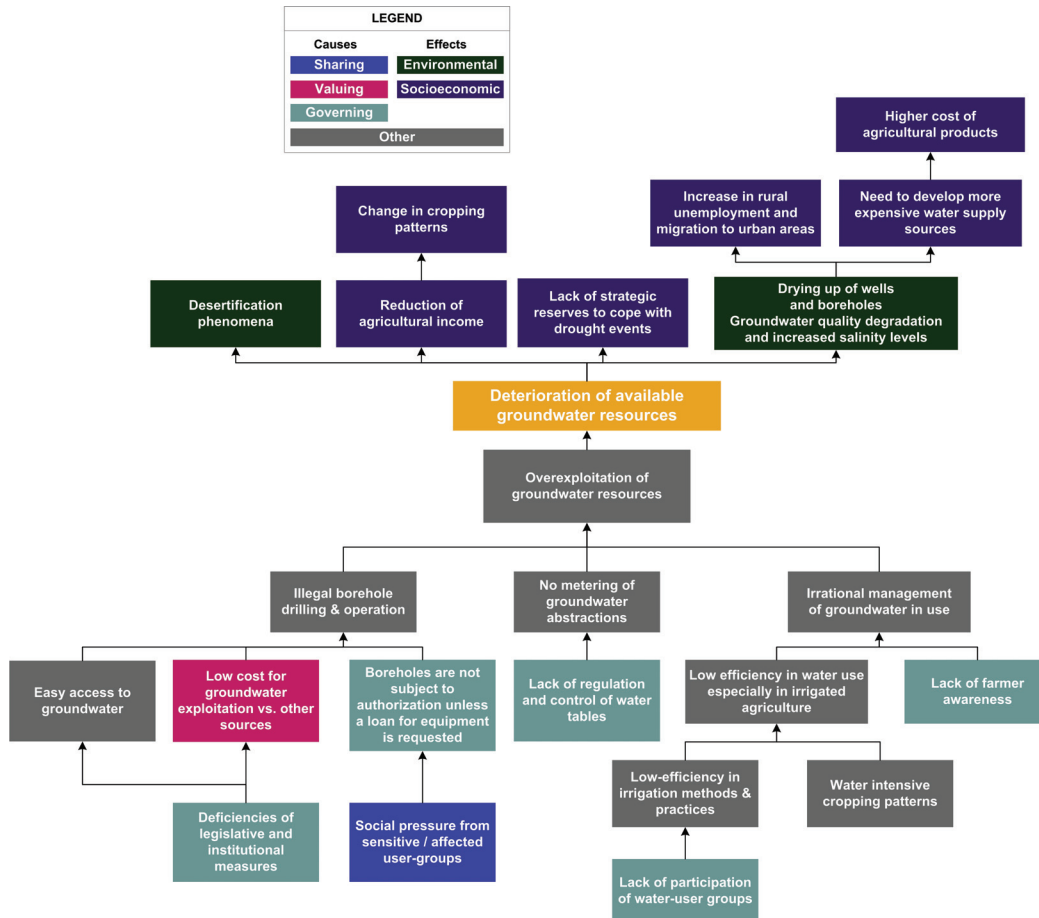 LEGEND
Causes
Effects
Sharing
Environmental
Valuing
Socioeconomic
Governing
Other
Higher cost of
agricultural products
Change in cropping
patterns
Increase in rural
unemployment and
migration to urban areas
Need to develop more
expensive water supply
sources
Desertification
phenomena
Reduction of
agricultural income
Lack of strategic
reserves to cope with
drought events
Drying up of wells
and boreholes
Groundwater quality degradation
and increased salinity levels
Deterioration of available
groundwater resources
Overexploitation of
groundwater resources
Illegal borehole
drilling & operation
No metering of
groundwater
abstractions
Irrational management
of groundwater in use
Easy access to
groundwater
Low cost for
groundwater
exploitation vs. other
sources
Boreholes are not
subject to
authorization unless
a loan for equipment
is requested
Lack of regulation
and control of water
tables
Low efficiency in water use
especially in irrigated
agriculture
Lack of farmer
awareness
Low-efficiency in
irrigation methods &
practices
Water intensive
cropping patterns
Deficiencies of
legislative and
institutional
measures
Social pressure from
sensitive / affected
user-groups
Lack of participation
of water-user groups